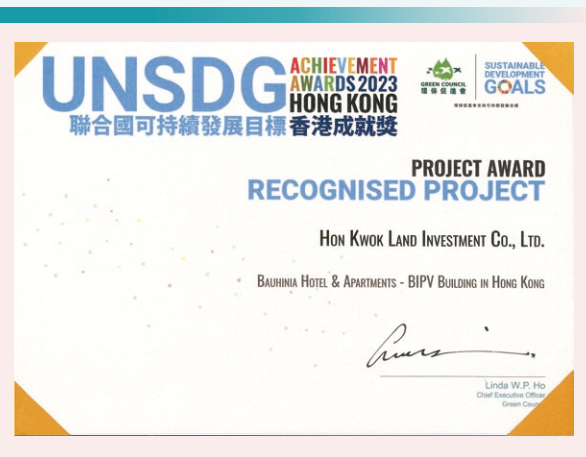 UNSDG
ACHIEVEMENT
AWARDS 2023
HONG KONG
聯合國可持續發展目標 香港成就獎
GREEN COUNCIL
環保促進會
SUSTAINABLE
DEVELOPMENT
GOALS
PROJECT AWARD
RECOGNISED PROJECT
HON KWOK LAND INVESTMENT CO., LTD.
BAUHINIA HOTEL & APARTMENTS - BIPV BUILDING IN HONG KONG
Linda W.P. Ho
Chief Executive Officer
Green